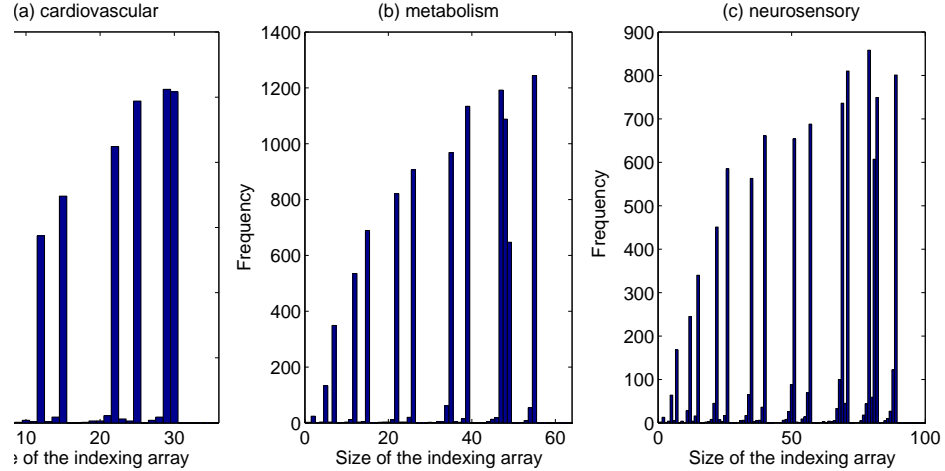 (a) cardiovascular
10 20 30
e of the indexing array
(b) metabolism
1400
1200
1000
800
600
400
200
0
Frequency
0 20 40 60
Size of the indexing array
(c) neurosensory
900
800
700
600
500
400
300
200
100
0
Frequency
0 50 100
Size of the indexing array